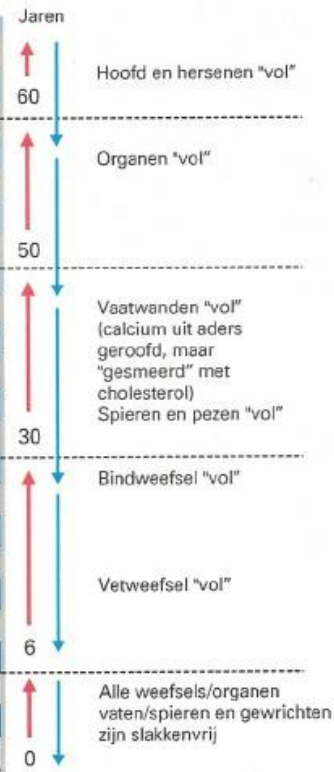 Jaren
Hoofd en hersenen "vol"
60
Organen "vol"
50
Vaatwanden "vol"
(calcium uit aders
geroofd, maar
"gesmeerd" met
cholesterol)
Spieren en pezen "vol"
30
Bindweefsel "vol"
Vetweefsel "vol"
6
Alle weefsels/organen
vaten/spieren en gewrichten
zijn slakkenvrij
0